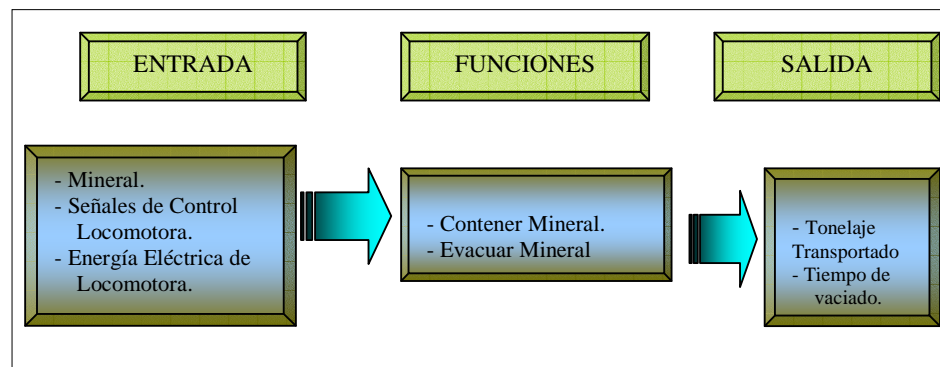 ENTRADA
FUNCIONES
SALIDA
- Mineral.
- Señales de Control
Locomotora.
- Energía Eléctrica de
Locomotora.
- Contener Mineral.
- Evacuar Mineral
- Tonelaje
Transportado
- Tiempo de
vaciado.